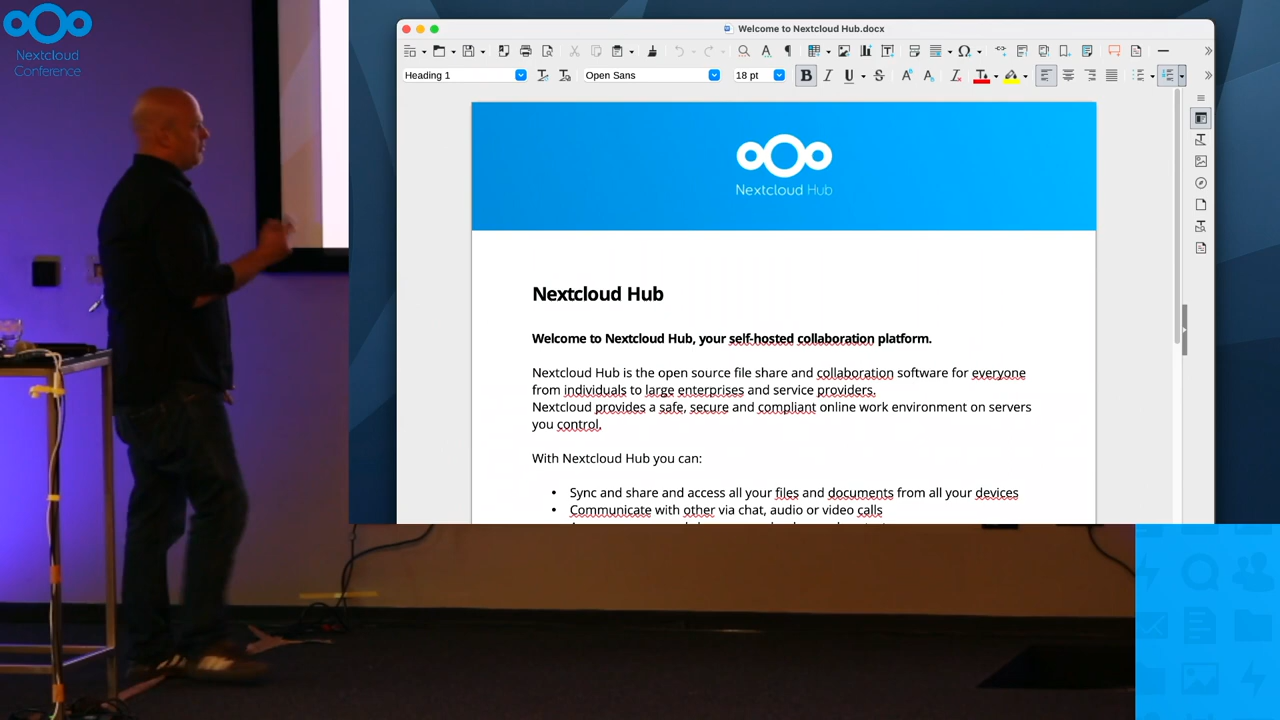 Nextcloud
Conference
Welcome to Nextcloud Hub.docx
Heading 1
Open Sans
18 pt
Nextcloud Hub
Nextcloud Hub
Welcome to Nextcloud Hub, your self-hosted collaboration platform.
Nextcloud Hub is the open source file share and collaboration software for everyone
from individuals to large enterprises and service providers.
Nextcloud provides a safe, secure and compliant online work environment on servers
you control.
With Nextcloud Hub you can:
• Sync and share and access all your files and documents from all your devices
• Communicate with other via chat, audio or video calls